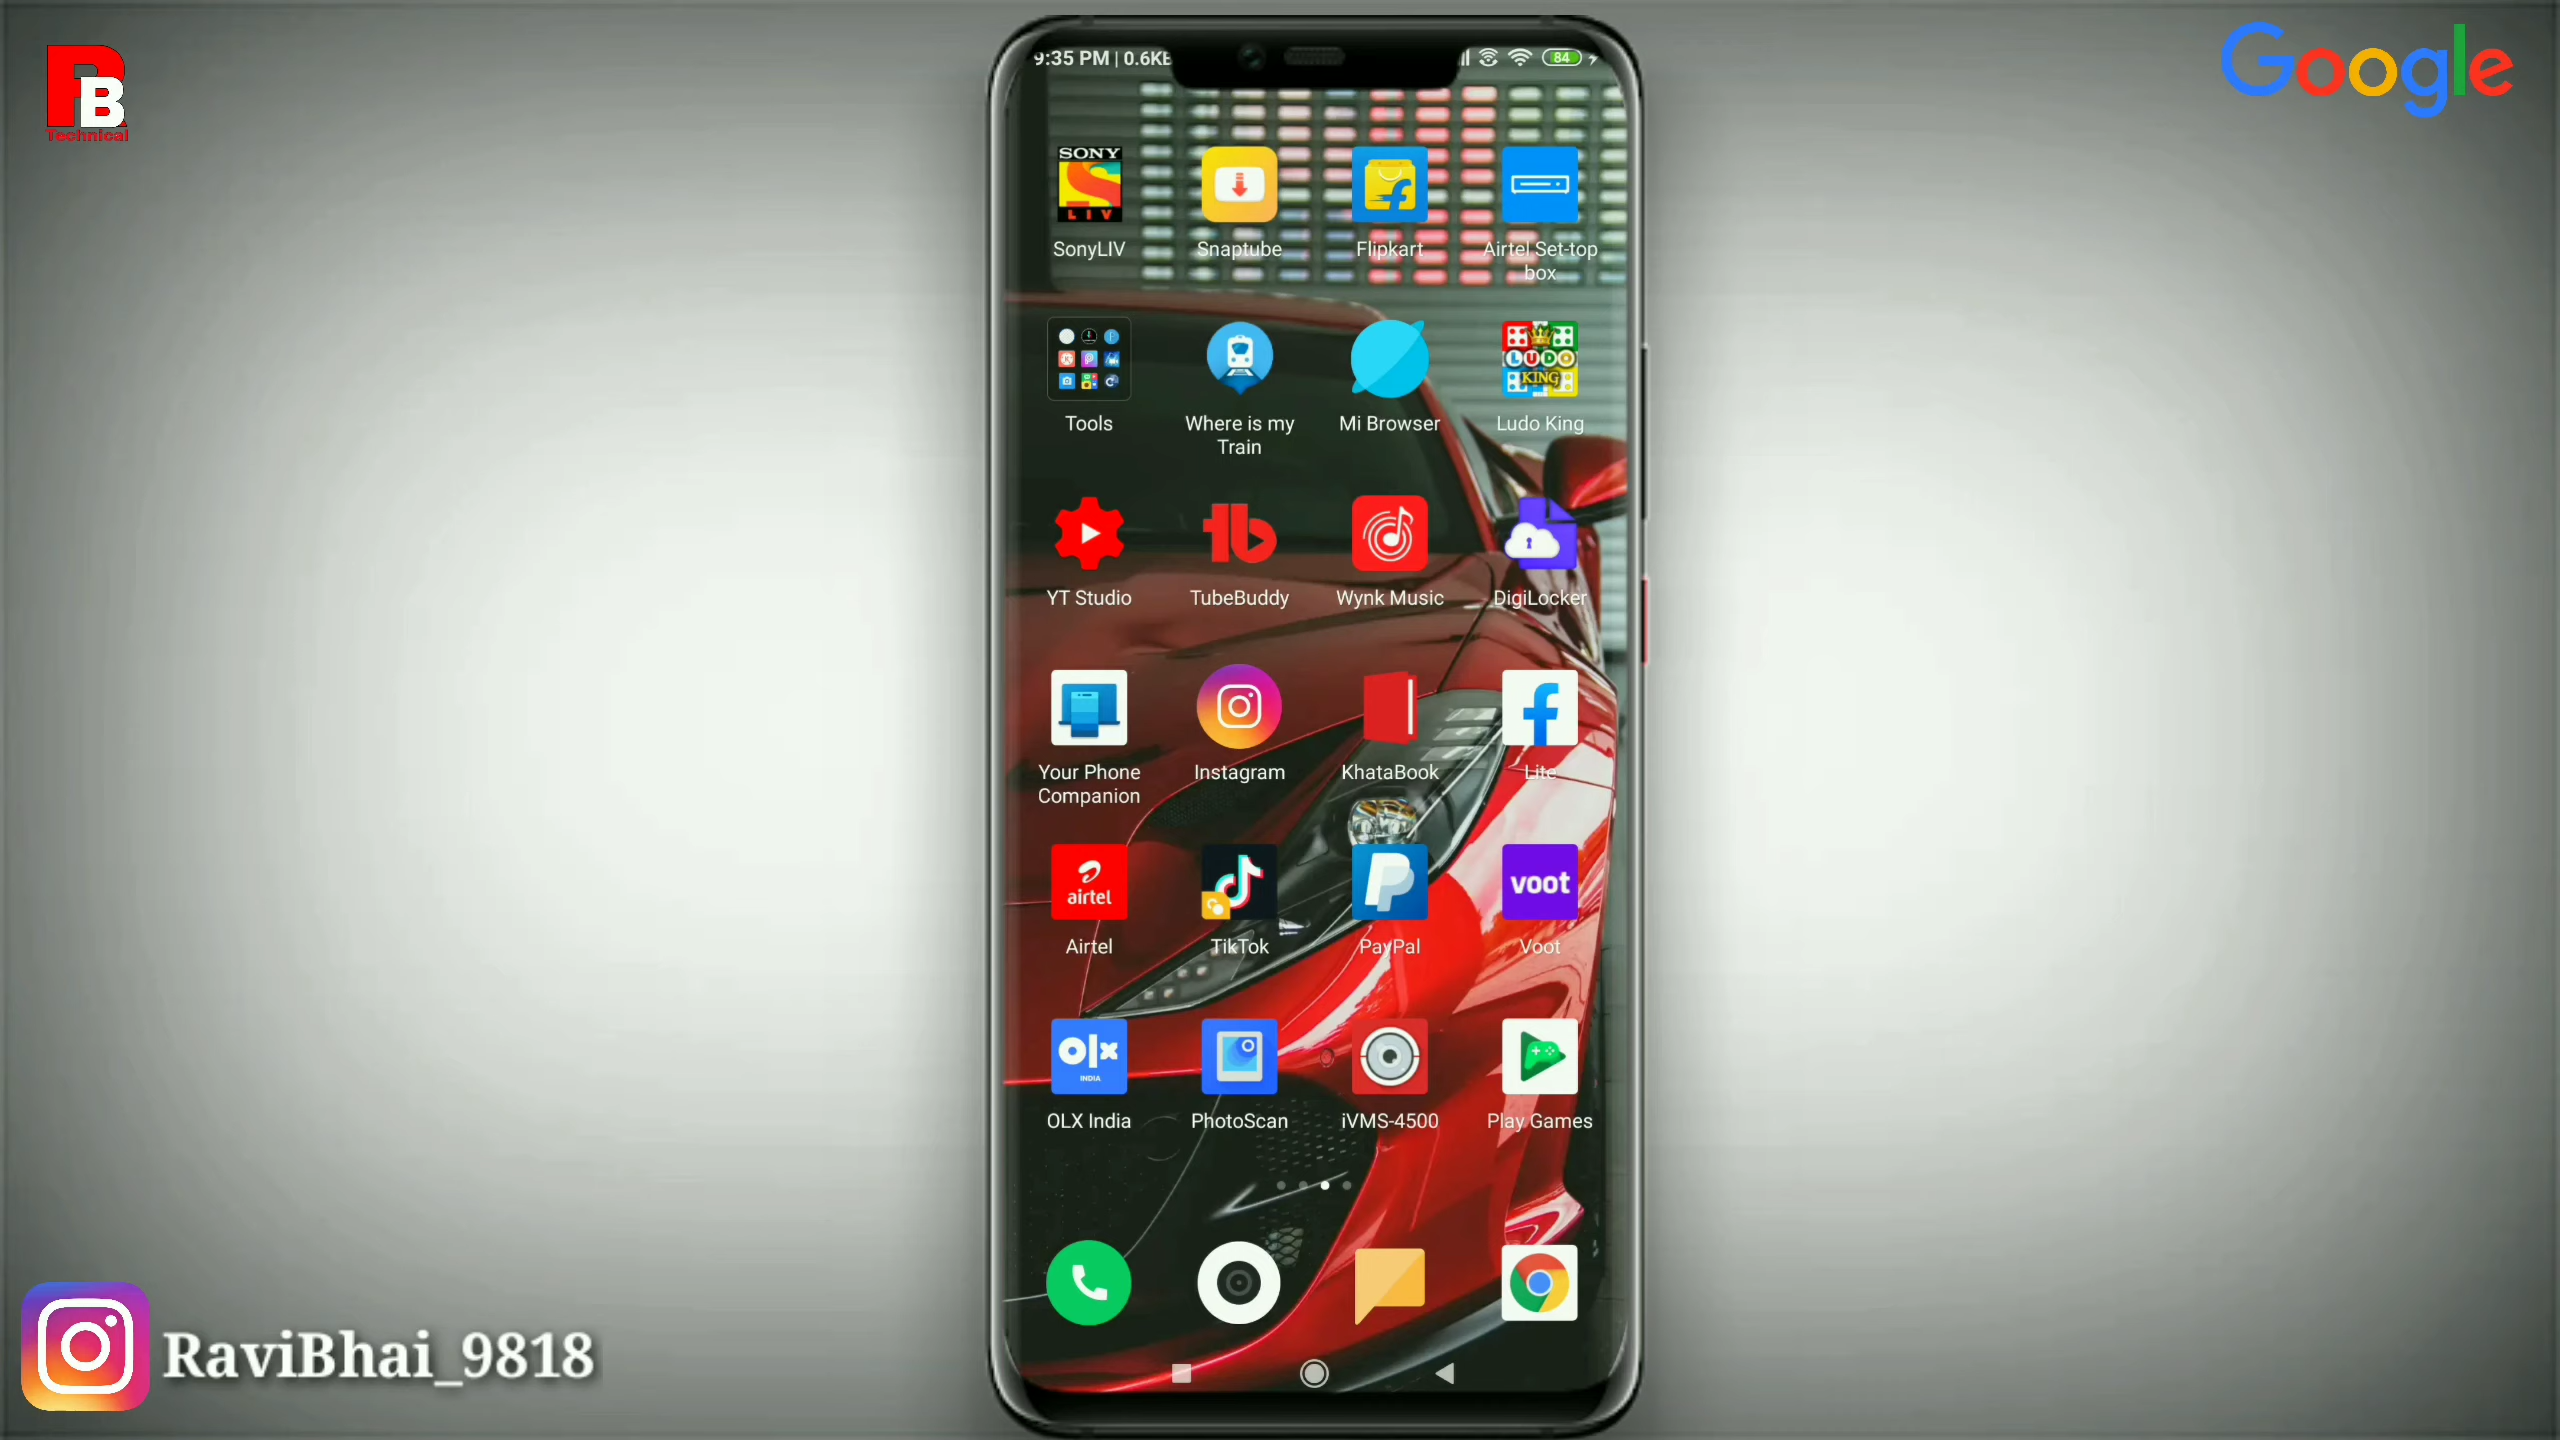 RB
Technical
Google
9:35 PM | 0.6KB
84
SONY
LIV
SonyLIV
Snaptube
Flipkart
Airtel Set-top
box
Tools
Where is my
Train
Mi Browser
LUDO
KING
Ludo King
YT Studio
TubeBuddy
Wynk Music
DigiLocker
Your Phone
Companion
Instagram
KhataBook
Lite
airtel
Airtel
TikTok
PayPal
voot
Voot
olx
INDIA
OLX India
PhotoScan
iVMS-4500
Play Games
RaviBhai_9818